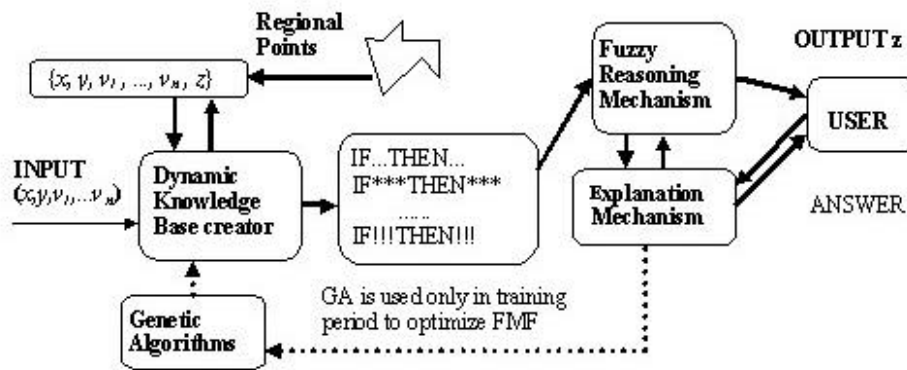 Regional
Points
{x, y, v1, ..., vn, z}
INPUT
(x,y,v1,...vn)
Dynamic
Knowledge
Base creator
Genetic
Algorithms
IF...THEN...
IF***THEN***
......
IF!!!THEN!!!
GA is used only in training
period to optimize FMF
Fuzzy
Reasoning
Mechanism
Explanation
Mechanism
OUTPUT z
USER
ANSWER